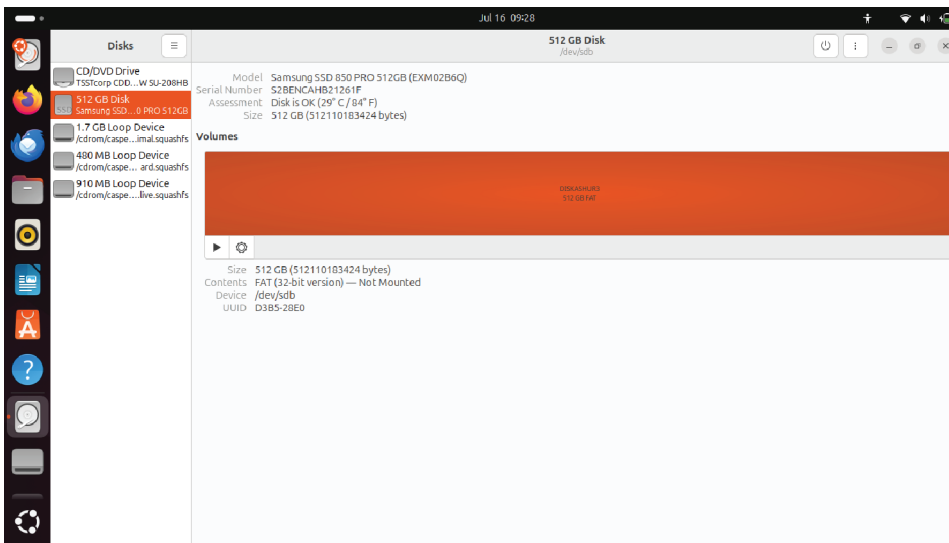 Jul 16 09:28
Disks
512 GB Disk
/dev/sdb
CD/DVD Drive
TSSTcorp CDD...W SU-208HB
512 GB Disk
Samsung SSD...0 PRO 512GB
1.7 GB Loop Device
/cdrom/caspe...imal.squashfs
480 MB Loop Device
/cdrom/caspe... ard.squashfs
910 MB Loop Device
/cdrom/caspe....live.squashfs
Model Samsung SSD 850 PRO 512GB (EXM02B6Q)
Serial Number S2BENCAHB21261F
Assessment Disk is OK (29° C / 84° F)
Size 512 GB (512110183424 bytes)
Volumes
512 GB FAT
Size 512 GB (512110183424 bytes)
Contents FAT (32-bit version) — Not Mounted
Device /dev/sdb
UUID D3B5-28E0